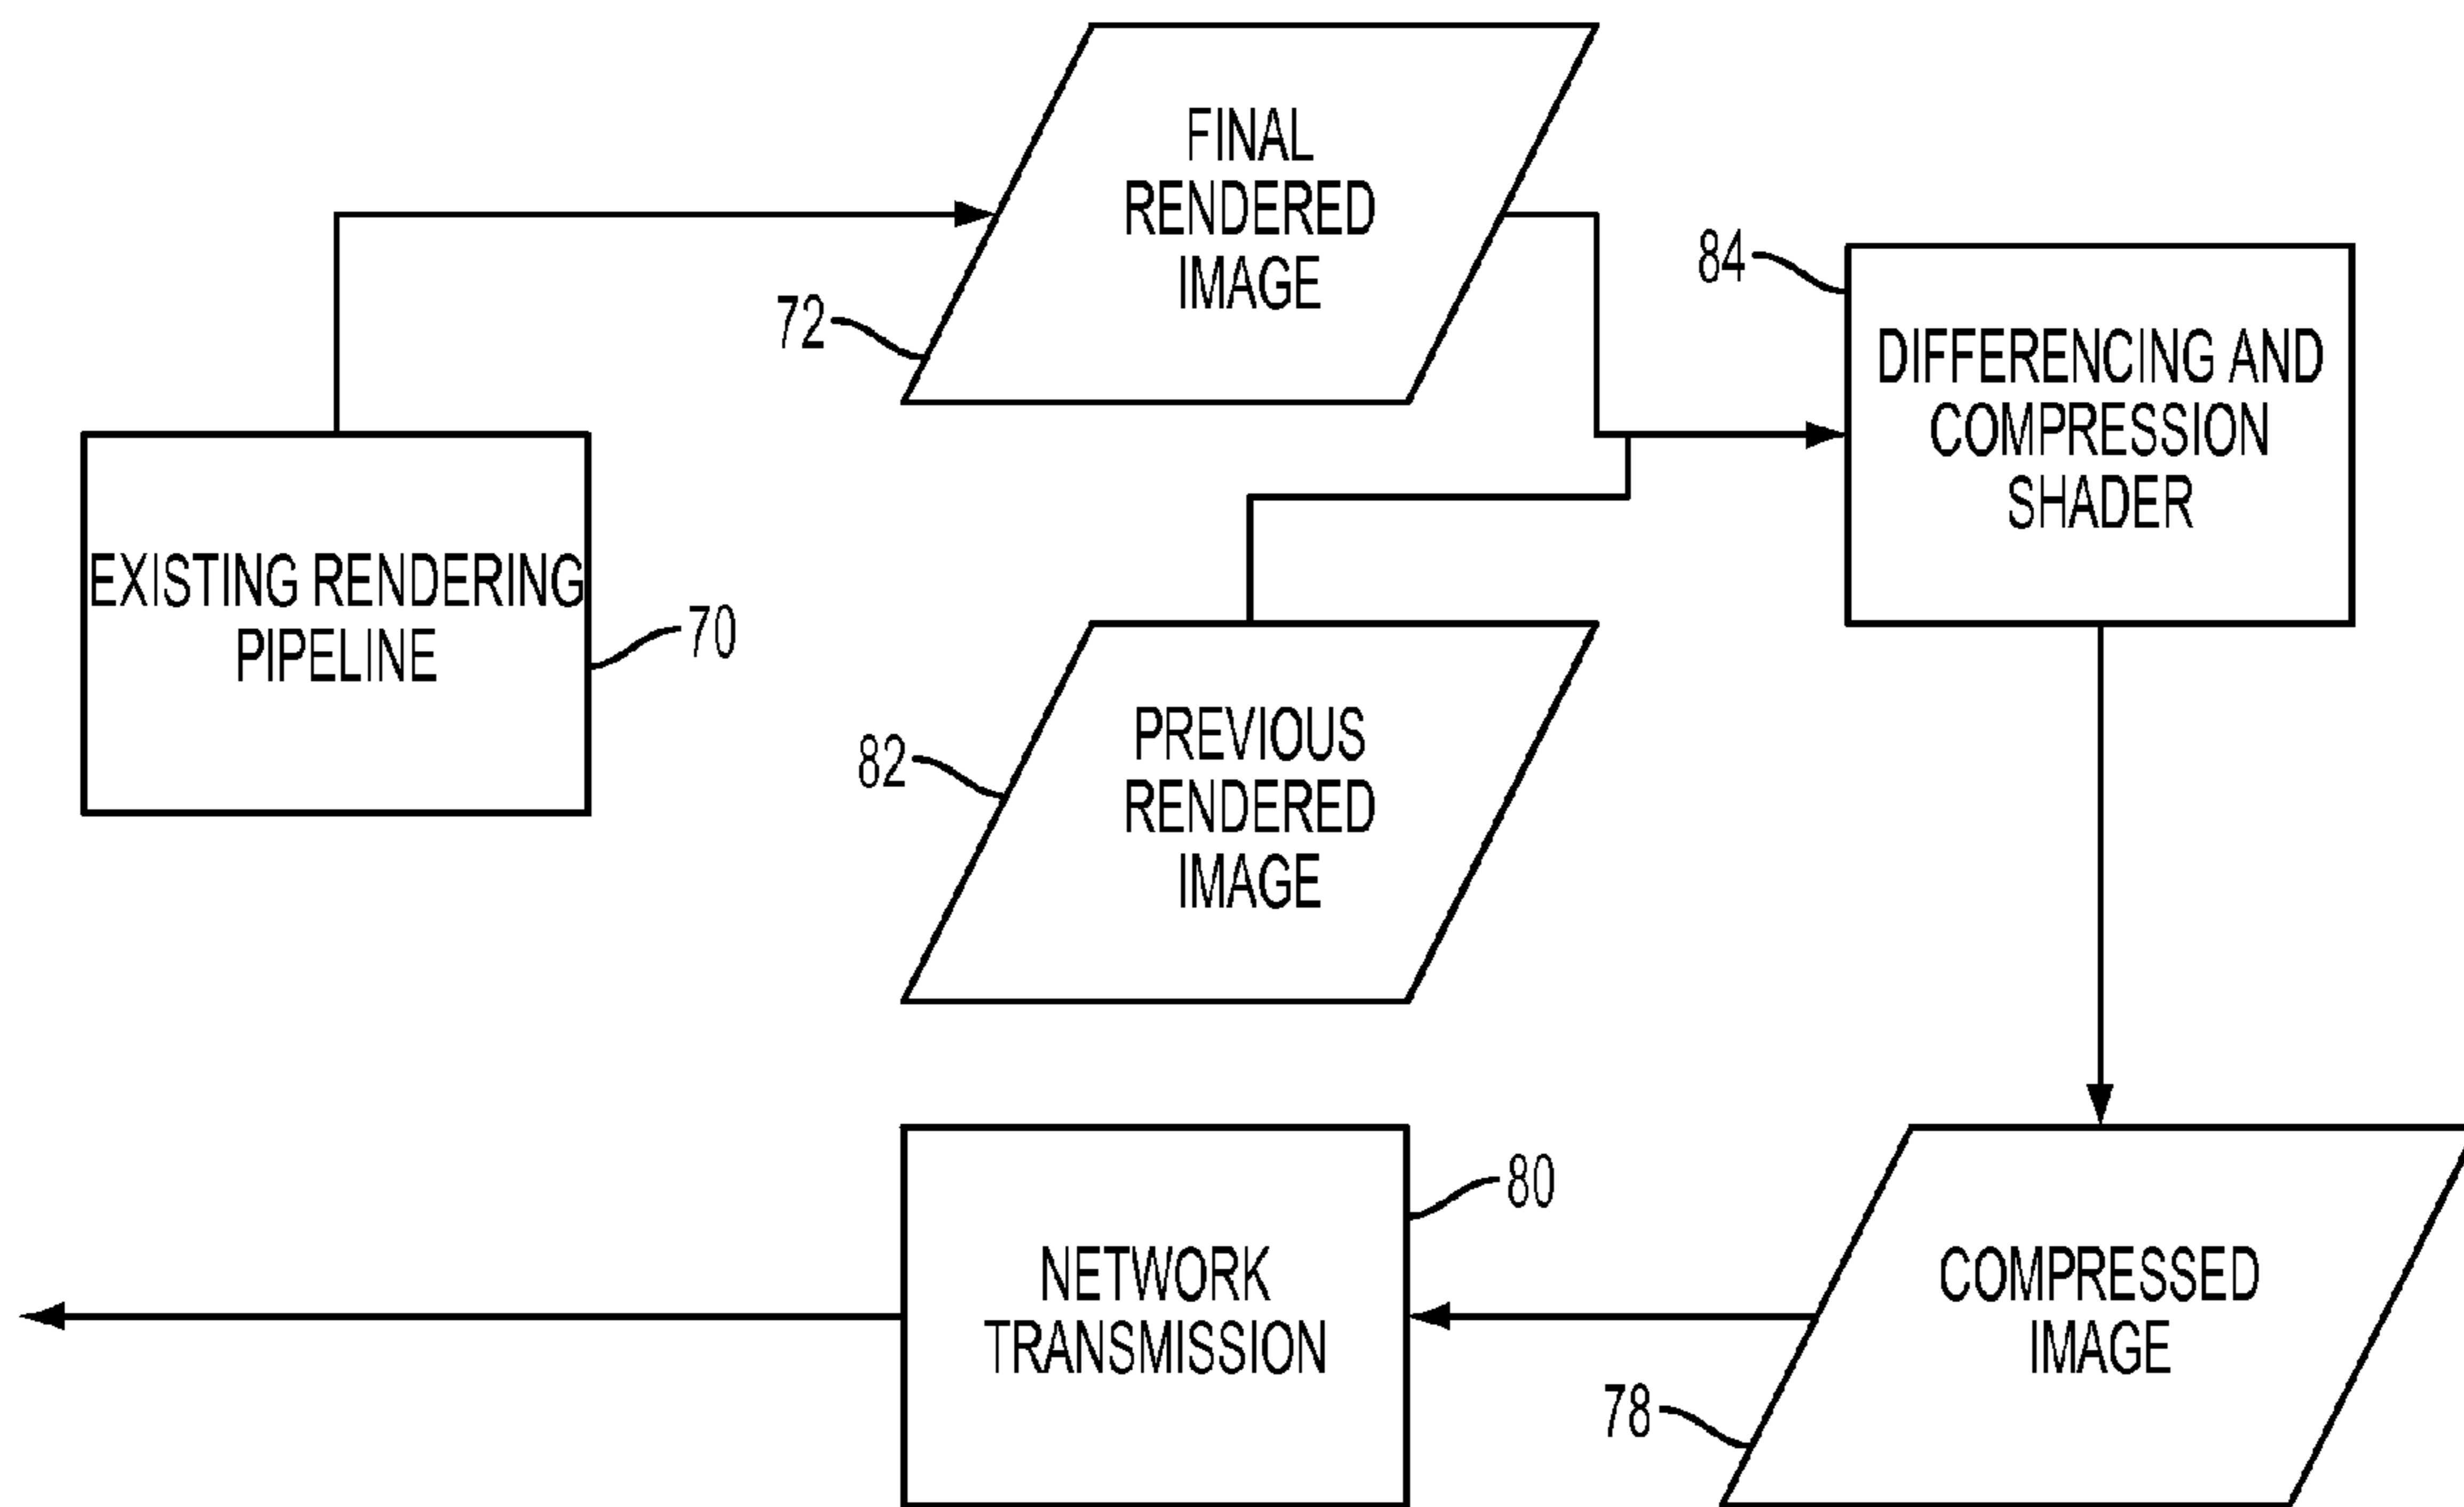 FINAL
RENDERED
IMAGE
72
84
DIFFERENCING AND
COMPRESSION
SHADER
EXISTING RENDERING
PIPELINE
70
82
PREVIOUS
RENDERED
IMAGE
80
NETWORK
TRANSMISSION
COMPRESSED
IMAGE
78